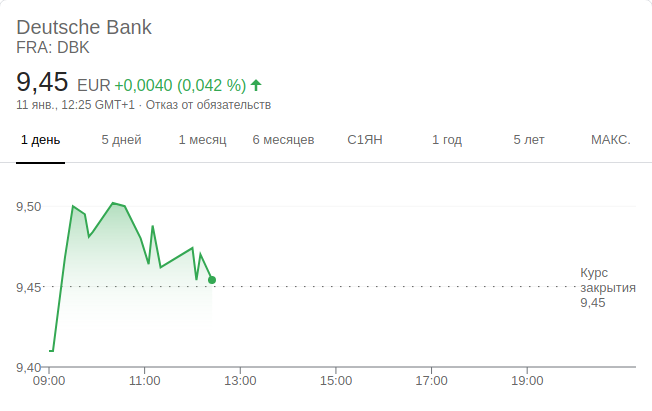 Deutsche Bank
FRA: DBK
9,45 EUR +0,0040 (0,042 %)
11 янв., 12:25 GMT+1 · Отказ от обязательств
1 день 5 дней 1 месяц 6 месяцев С1ЯН 1 год 5 лет МАКС.
9,50
9,45
9,40
Курс
закрытия
9,45
09:00 11:00 13:00 15:00 17:00 19:00